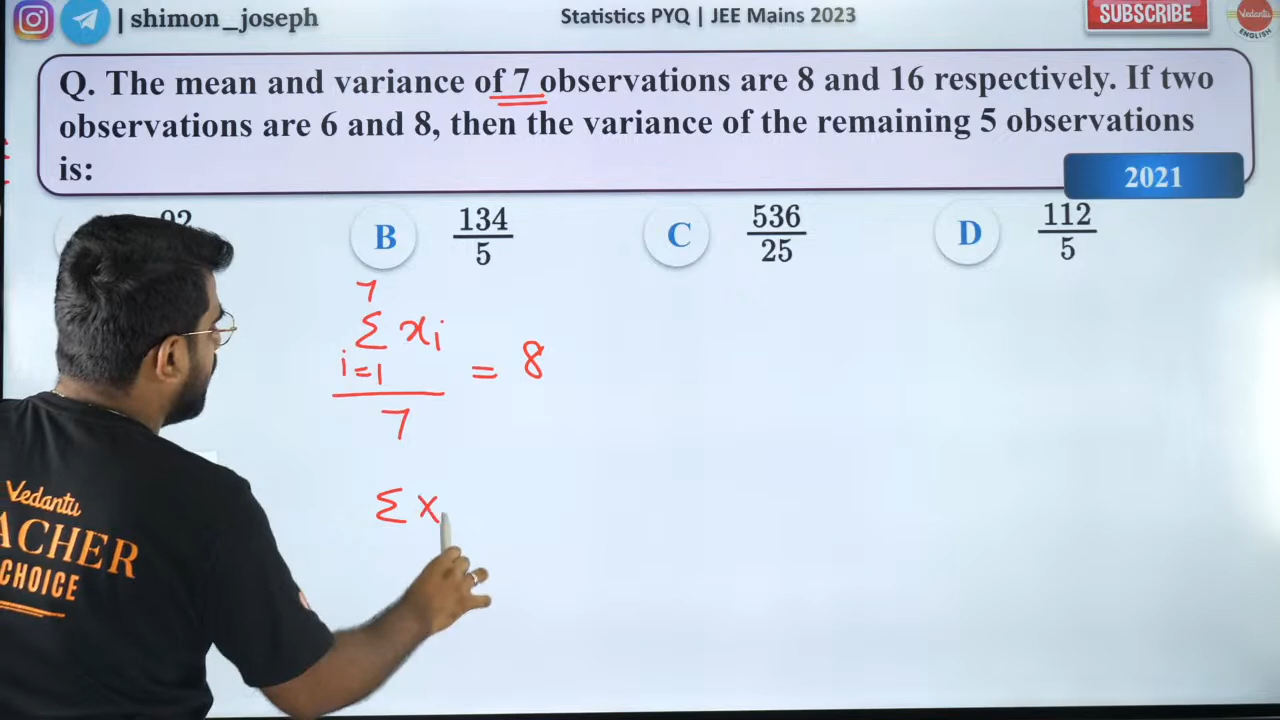 | shimon_joseph
Statistics PYQ | JEE Mains 2023
SUBSCRIBE
Vedantu
ENGLISH
Q. The mean and variance of 7 observations are 8 and 16 respectively. If two
observations are 6 and 8, then the variance of the remaining 5 observations
is:
2021
B 134/5
C 536/25
D 112/5
7
Σ xi
i=1
= 8
7
Σ x
Vedantu
ACHER
CHOICE